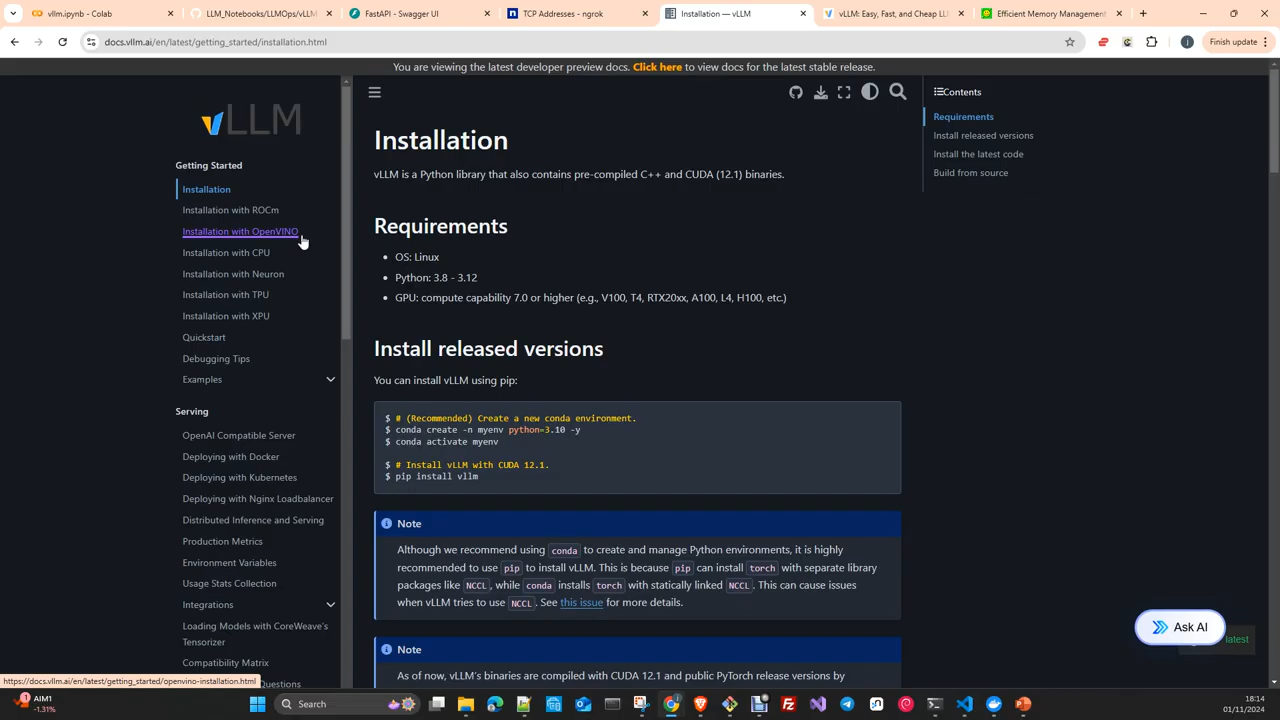 vllm.ipynb - Colab
LLM_Notebooks/LLMOps/vLLM
FastAPI - Swagger UI
TCP Addresses - ngrok
Installation — vLLM
vLLM: Easy, Fast, and Cheap LL
Efficient Memory Management
docs.vllm.ai/en/latest/getting_started/installation.html
Finish update
You are viewing the latest developer preview docs. Click here to view docs for the latest stable release.
vLLM
Getting Started
Installation
Installation with ROCm
Installation with OpenVINO
Installation with CPU
Installation with Neuron
Installation with TPU
Installation with XPU
Quickstart
Debugging Tips
Examples
Serving
OpenAI Compatible Server
Deploying with Docker
Deploying with Kubernetes
Deploying with Nginx Loadbalancer
Distributed Inference and Serving
Production Metrics
Environment Variables
Usage Stats Collection
Integrations
Loading Models with CoreWeave's
Tensorizer
Compatibility Matrix
Questions
https://docs.vllm.ai/en/latest/getting_started/openvino-installation.html
Installation
vLLM is a Python library that also contains pre-compiled C++ and CUDA (12.1) binaries.
Requirements
• OS: Linux
• Python: 3.8 - 3.12
• GPU: compute capability 7.0 or higher (e.g., V100, T4, RTX20xx, A100, L4, H100, etc.)
Install released versions
You can install vLLM using pip:
$ # (Recommended) Create a new conda environment.
$ conda create -n myenv python=3.10 -y
$ conda activate myenv
$ # Install vLLM with CUDA 12.1.
$ pip install vllm
Note
Although we recommend using conda to create and manage Python environments, it is highly
recommended to use pip to install vLLM. This is because pip can install torch with separate library
packages like NCCL, while conda installs torch with statically linked NCCL. This can cause issues
when vLLM tries to use NCCL. See this issue for more details.
Note
As of now, vLLM's binaries are compiled with CUDA 12.1 and public PyTorch release versions by
Contents
Requirements
Install released versions
Install the latest code
Build from source
Ask AI
latest
AIM1
-1.31%
Search
18:14
01/11/2024